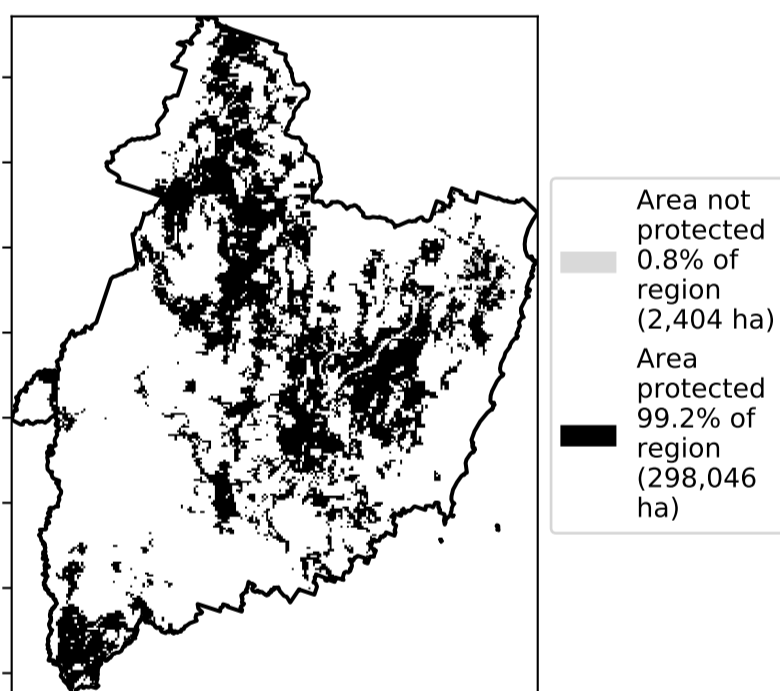 Area not
protected
0.8% of
region
(2,404 ha)
Area
protected
99.2% of
region
(298,046
ha)